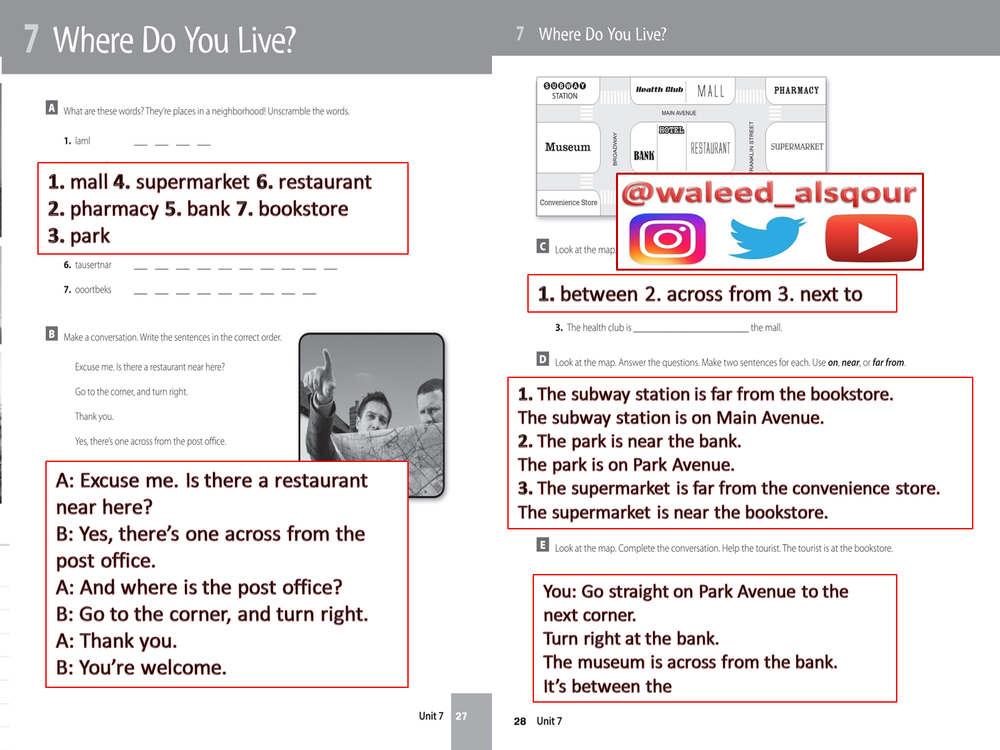 7 Where Do You Live?
A What are these words? They're places in a neighborhood! Unscramble the words.
1. laml
1. mall 4. supermarket 6. restaurant
2. pharmacy 5. bank 7. bookstore
3. park
6. tausertnar
7. ooortbeks
B Make a conversation. Write the sentences in the correct order.
Excuse me. Is there a restaurant near here?
Go to the corner, and turn right.
Thank you.
Yes, there's one across from the post office.
A: Excuse me. Is there a restaurant
near here?
B: Yes, there's one across from the
post office.
A: And where is the post office?
B: Go to the corner, and turn right.
A: Thank you.
B: You're welcome.
Unit 7 27
7 Where Do You Live?
SUBWAY
STATION
Health Club
MALL
PHARMACY
MAIN AVENUE
Museum
BROADWAY
HOTEL
BANK
RESTAURANT
FRANKLIN STREET
SUPERMARKET
Convenience Store
@waleed_alsqour
C Look at the map.
1. between 2. across from 3. next to
3. The health club is ____ the mall.
D Look at the map. Answer the questions. Make two sentences for each. Use on, near, or far from.
1. The subway station is far from the bookstore.
The subway station is on Main Avenue.
2. The park is near the bank.
The park is on Park Avenue.
3. The supermarket is far from the convenience store.
The supermarket is near the bookstore.
E Look at the map. Complete the conversation. Help the tourist. The tourist is at the bookstore.
You: Go straight on Park Avenue to the
next corner.
Turn right at the bank.
The museum is across from the bank.
It's between the
28 Unit 7